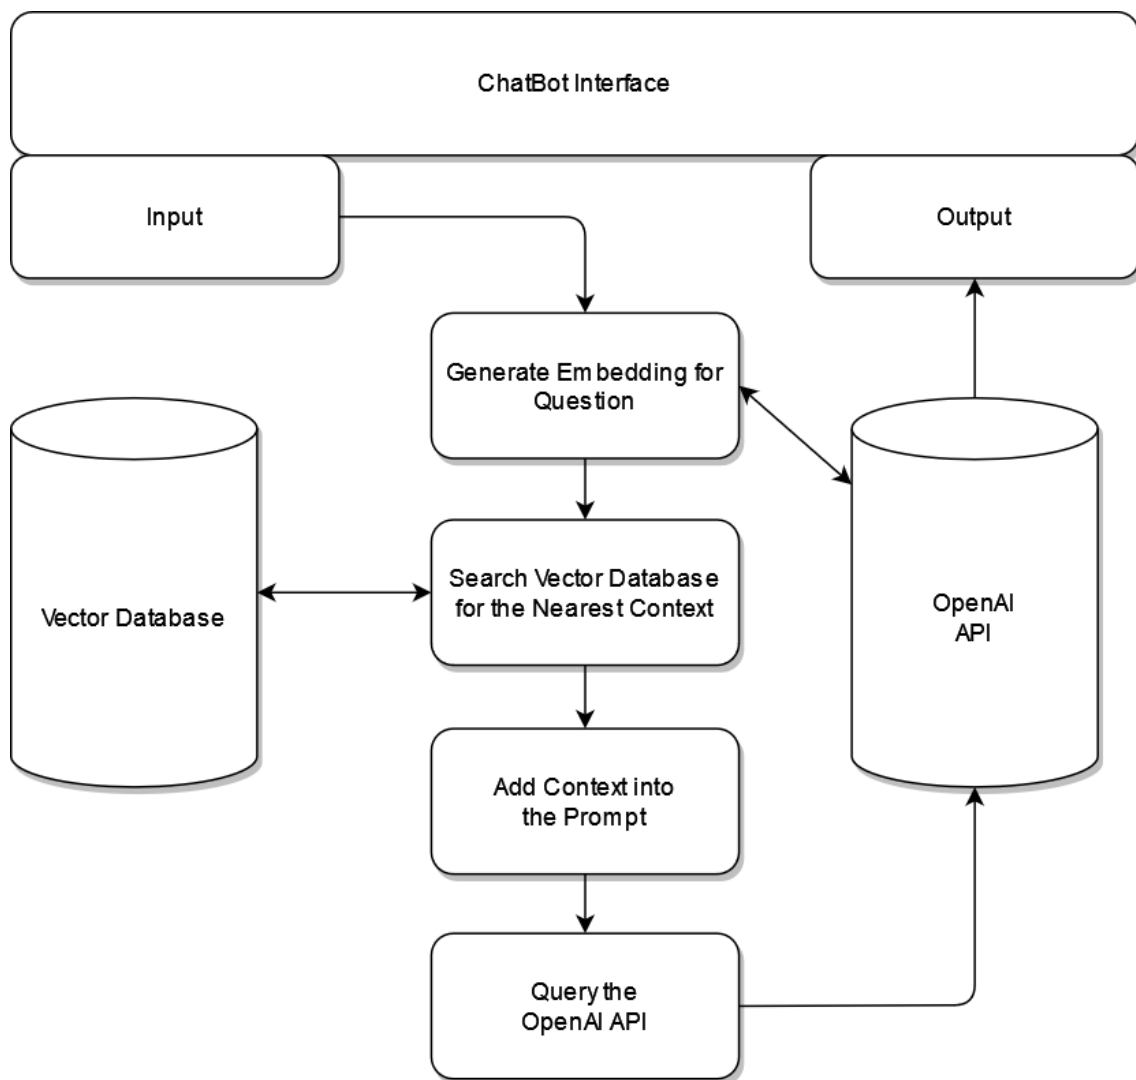 ChatBot Interface
Input
Output
Generate Embedding for
Question
Search Vector Database
for the Nearest Context
Vector Database
OpenAI
API
Add Context into
the Prompt
Query the
OpenAI API